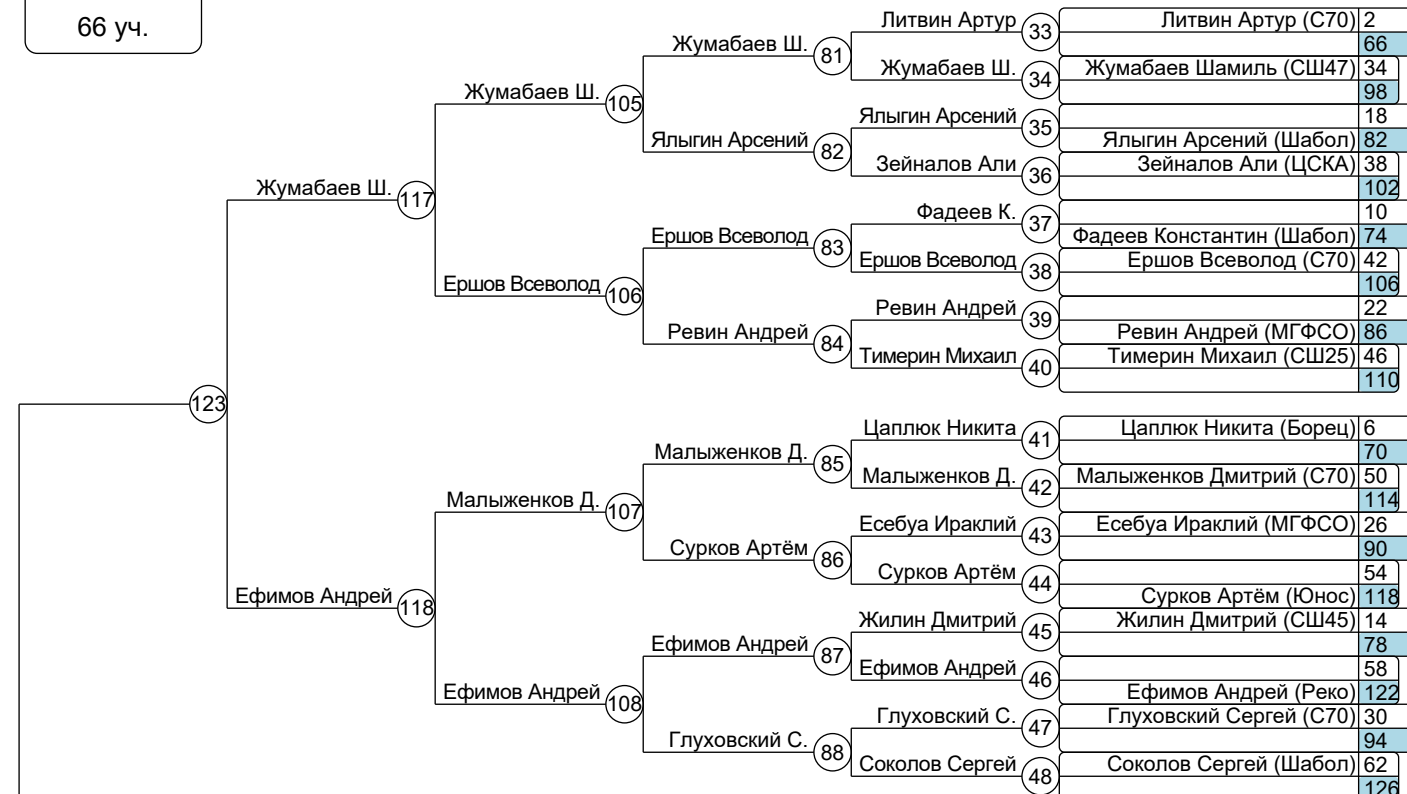 66 уч.
Литвин Артур 33 Литвин Артур (С70) 2
66
Жумабаев Ш. 81
Жумабаев Ш. 34 Жумабаев Шамиль (СШ47) 34
98
Жумабаев Ш. 105
Ялыгин Арсений 35 18
Ялыгин Арсений (Шабол) 82
Ялыгин Арсений 82
Зейналов Али 36 Зейналов Али (ЦСКА) 38
102
Жумабаев Ш. 117
Фадеев К. 37 10
Фадеев Константин (Шабол) 74
Ершов Всеволод 83
Ершов Всеволод 38 Ершов Всеволод (С70) 42
106
Ершов Всеволод 106
Ревин Андрей 39 22
Ревин Андрей (МГФСО) 86
Ревин Андрей 84
Тимерин Михаил 40 Тимерин Михаил (СШ25) 46
110
123
Цаплюк Никита 41 Цаплюк Никита (Борец) 6
70
Малыженков Д. 85
Малыженков Д. 42 Малыженков Дмитрий (С70) 50
114
Малыженков Д. 107
Есебуа Ираклий 43 Есебуа Ираклий (МГФСО) 26
90
Сурков Артём 86
Сурков Артём 44 54
Сурков Артём (Юнос) 118
Ефимов Андрей 118
Жилин Дмитрий 45 Жилин Дмитрий (СШ45) 14
78
Ефимов Андрей 87
Ефимов Андрей 46 58
Ефимов Андрей (Реко) 122
Ефимов Андрей 108
Глуховский С. 47 Глуховский Сергей (С70) 30
94
Глуховский С. 88
Соколов Сергей 48 Соколов Сергей (Шабол) 62
126